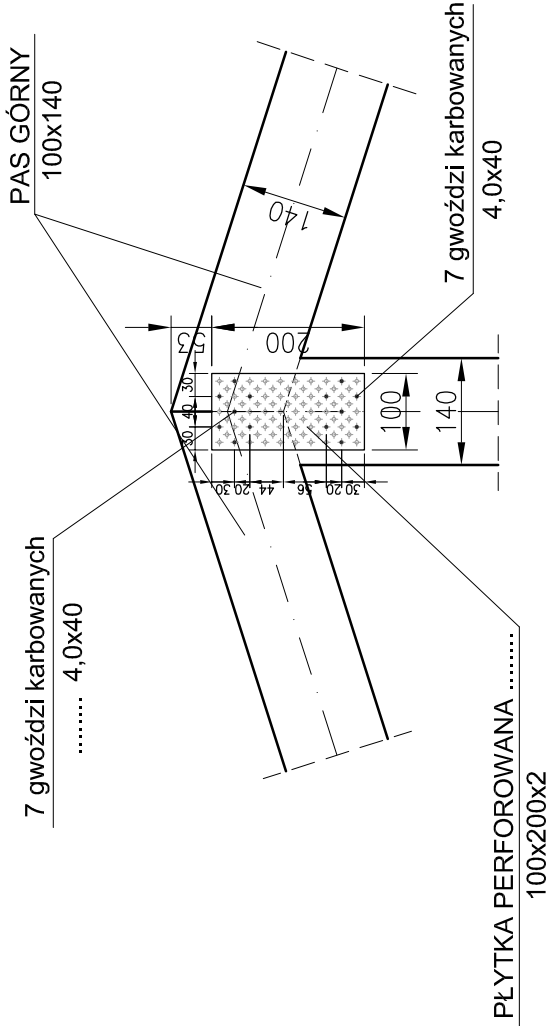 PAS GÓRNY
100x140
7 gwoździ karbowanych
4,0x40
7 gwoździ karbowanych
........ 4,0x40
PŁYTKA PERFOROWANA ........
100x200x2
140
53
200
30
40
30
30
20
44
56
20
30
100
140